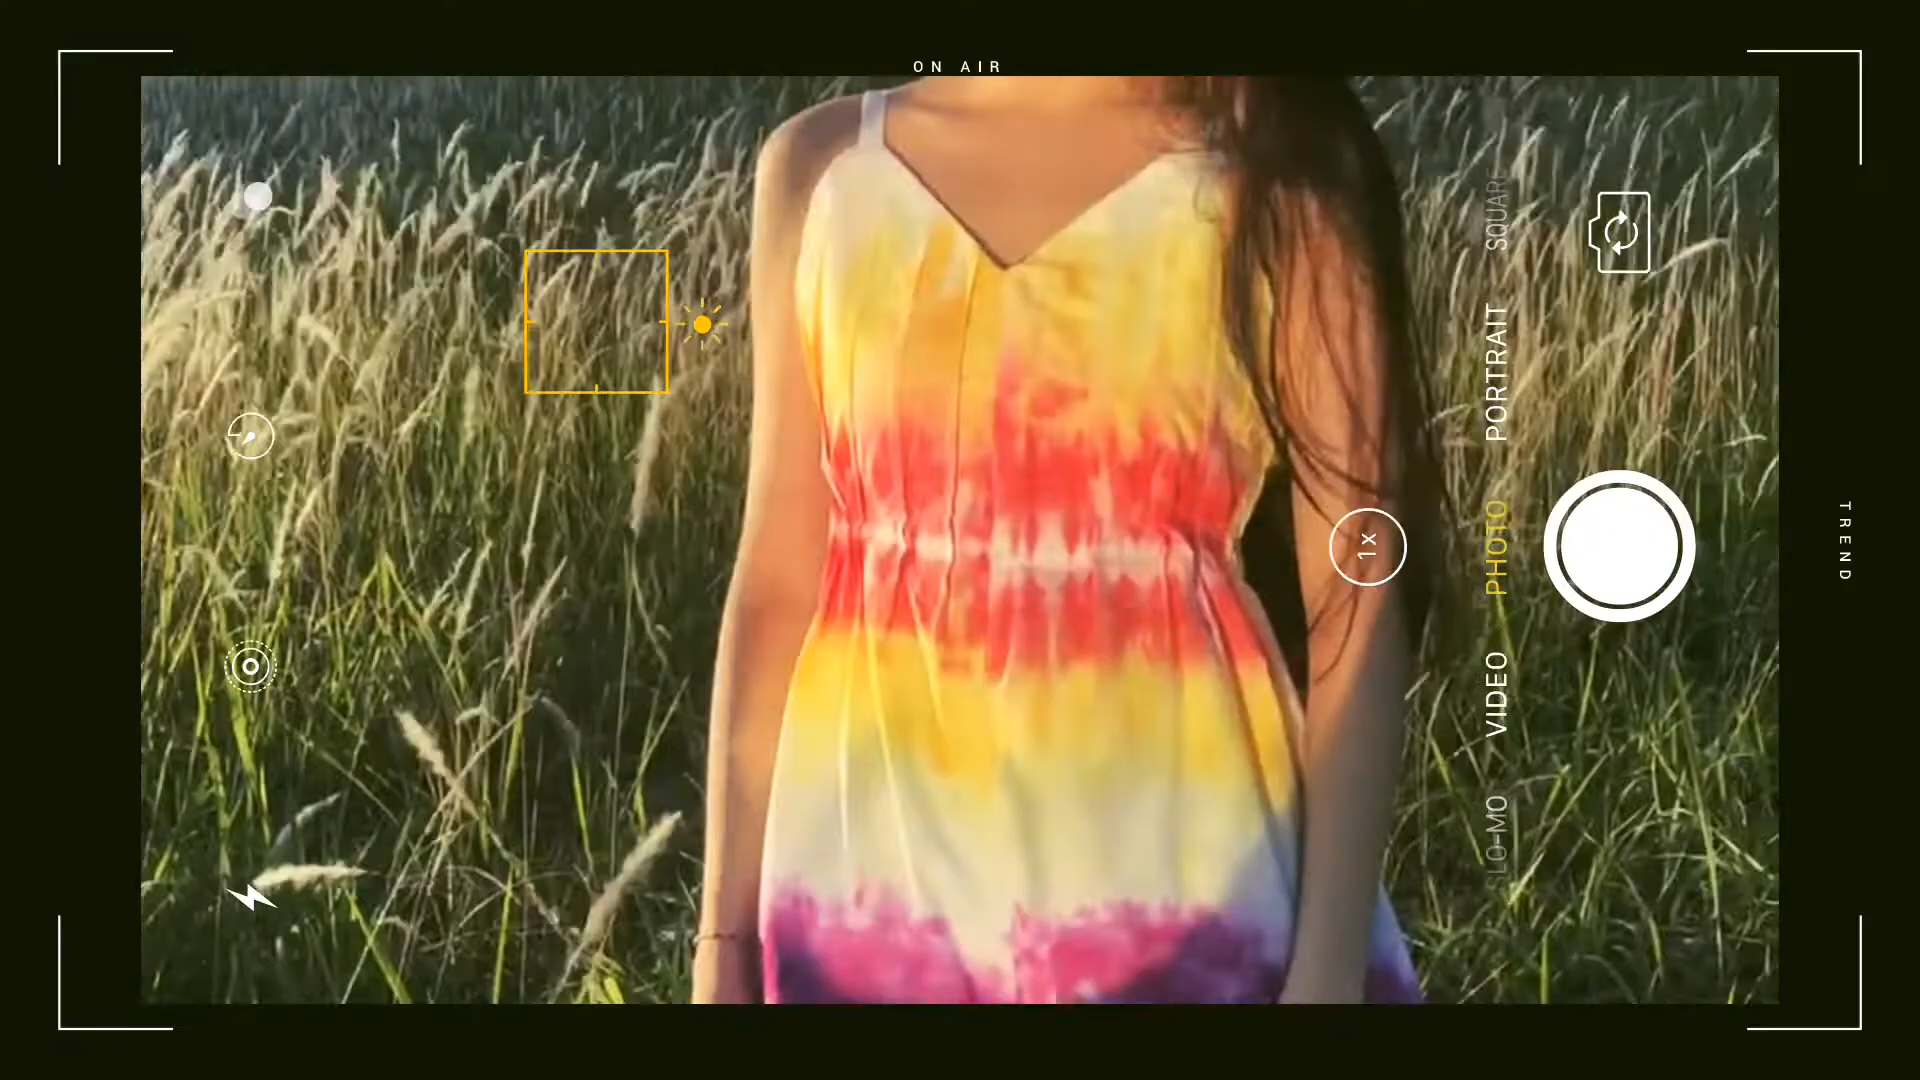 ON AIR
SQUARE
PORTRAIT
PHOTO
VIDEO
LO-MO
1X
TREND